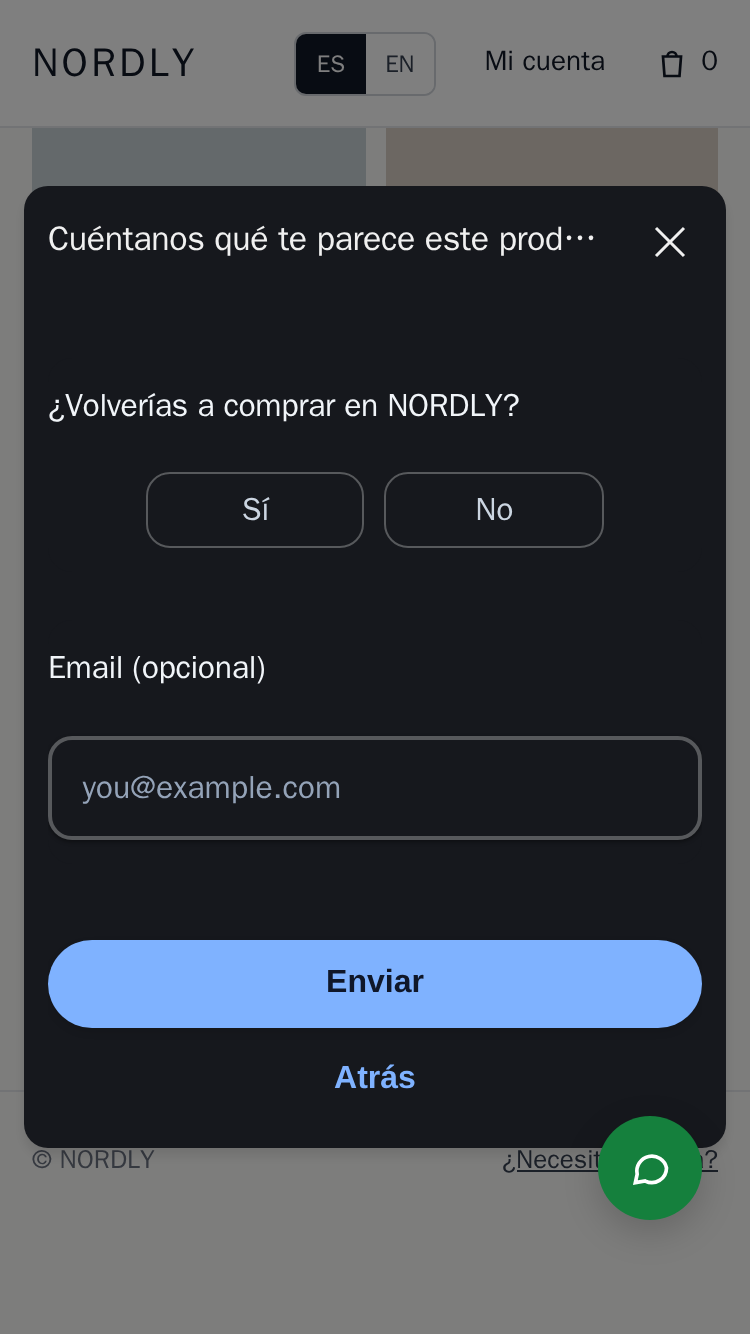 NORDLY
ES
EN
Mi cuenta
0
Cuéntanos qué te parece este prod…
¿Volverías a comprar en NORDLY?
Sí
No
Email (opcional)
you@example.com
Enviar
Atrás
© NORDLY